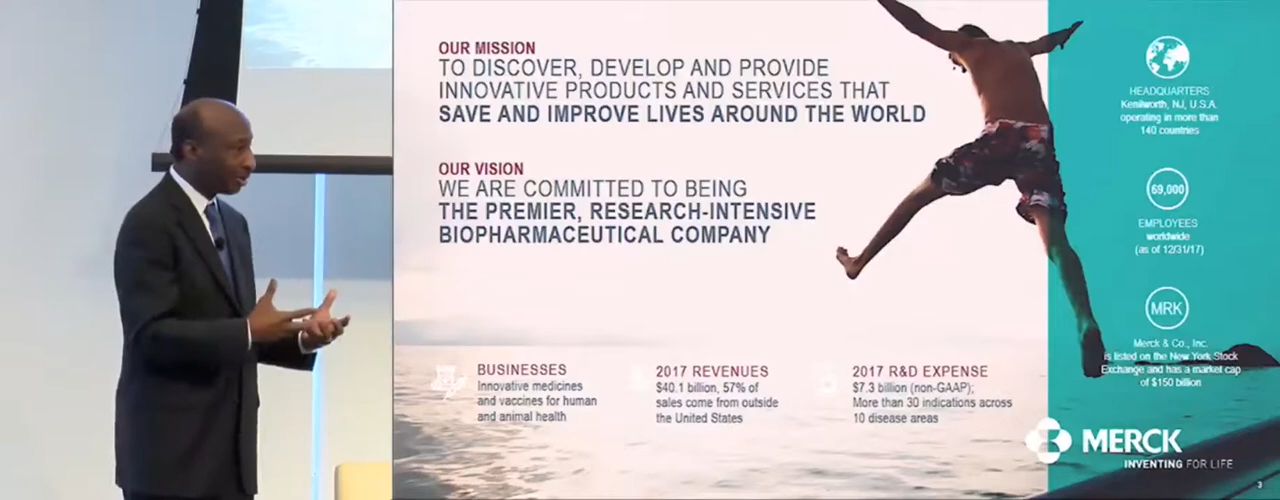 OUR MISSION
TO DISCOVER, DEVELOP AND PROVIDE
INNOVATIVE PRODUCTS AND SERVICES THAT
SAVE AND IMPROVE LIVES AROUND THE WORLD
OUR VISION
WE ARE COMMITTED TO BEING
THE PREMIER, RESEARCH-INTENSIVE
BIOPHARMACEUTICAL COMPANY
BUSINESSES
Innovative medicines
and vaccines for human
and animal health
2017 REVENUES
$40.1 billion, 57% of
sales come from outside
the United States
2017 R&D EXPENSE
$7.3 billion (non-GAAP);
More than 30 indications across
10 disease areas
HEADQUARTERS
Kenilworth, NJ, U.S.A.
operating in more than
140 countries
69,000
EMPLOYEES
worldwide
(as of 12/31/17)
MRK
Merck & Co., Inc.
is listed on the New York Stock
Exchange and has a market cap
of $150 billion
MERCK
INVENTING FOR LIFE
3